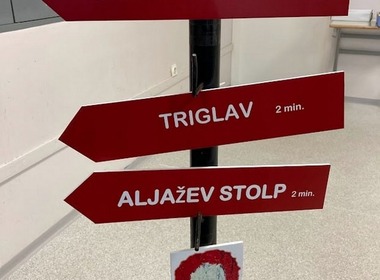 TRIGLAV 2 min.
ALJAŽEV STOLP 2 min.